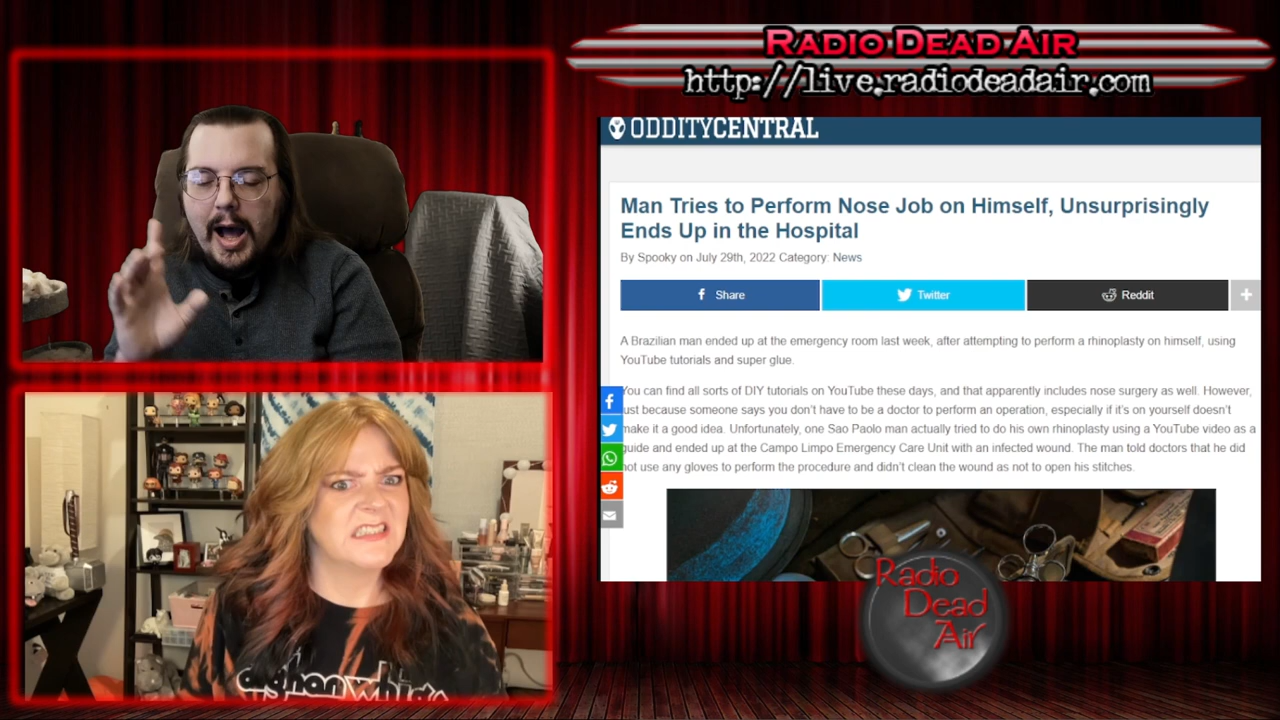 RADIO DEAD AIR
http://live.radiodeadair.com
ODDITYCENTRAL
Man Tries to Perform Nose Job on Himself, Unsurprisingly
Ends Up in the Hospital
By Spooky on July 29th, 2022 Category: News
Share
Twitter
Reddit
A Brazilian man ended up at the emergency room last week, after attempting to perform a rhinoplasty on himself, using
YouTube tutorials and super glue.
You can find all sorts of DIY tutorials on YouTube these days, and that apparently includes nose surgery as well. However,
just because someone says you don't have to be a doctor to perform an operation, especially if it's on yourself doesn't
make it a good idea. Unfortunately, one Sao Paolo man actually tried to do his own rhinoplasty using a YouTube video as a
guide and ended up at the Campo Limpo Emergency Care Unit with an infected wound. The man told doctors that he did
not use any gloves to perform the procedure and didn't clean the wound as not to open his stitches.
Radio
Dead
Air
afghan whigs